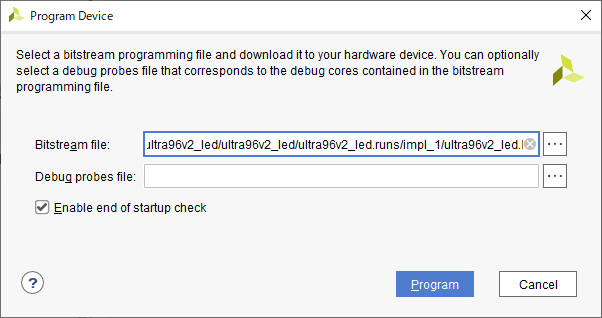 Program Device
Select a bitstream programming file and download it to your hardware device. You can optionally
select a debug probes file that corresponds to the debug cores contained in the bitstream
programming file.
Bitstream file: ultra96v2_led/ultra96v2_led/ultra96v2_led.runs/impl_1/ultra96v2_led.
Debug probes file:
Enable end of startup check
?
Program Cancel